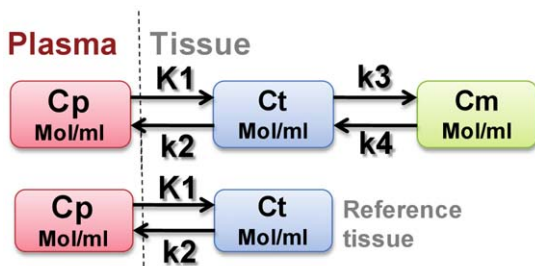 Plasma Tissue
K1 k3
Cp Ct Cm
Mol/ml Mol/ml Mol/ml
k2 k4
K1
Cp Ct Reference
Mol/ml Mol/ml tissue
k2